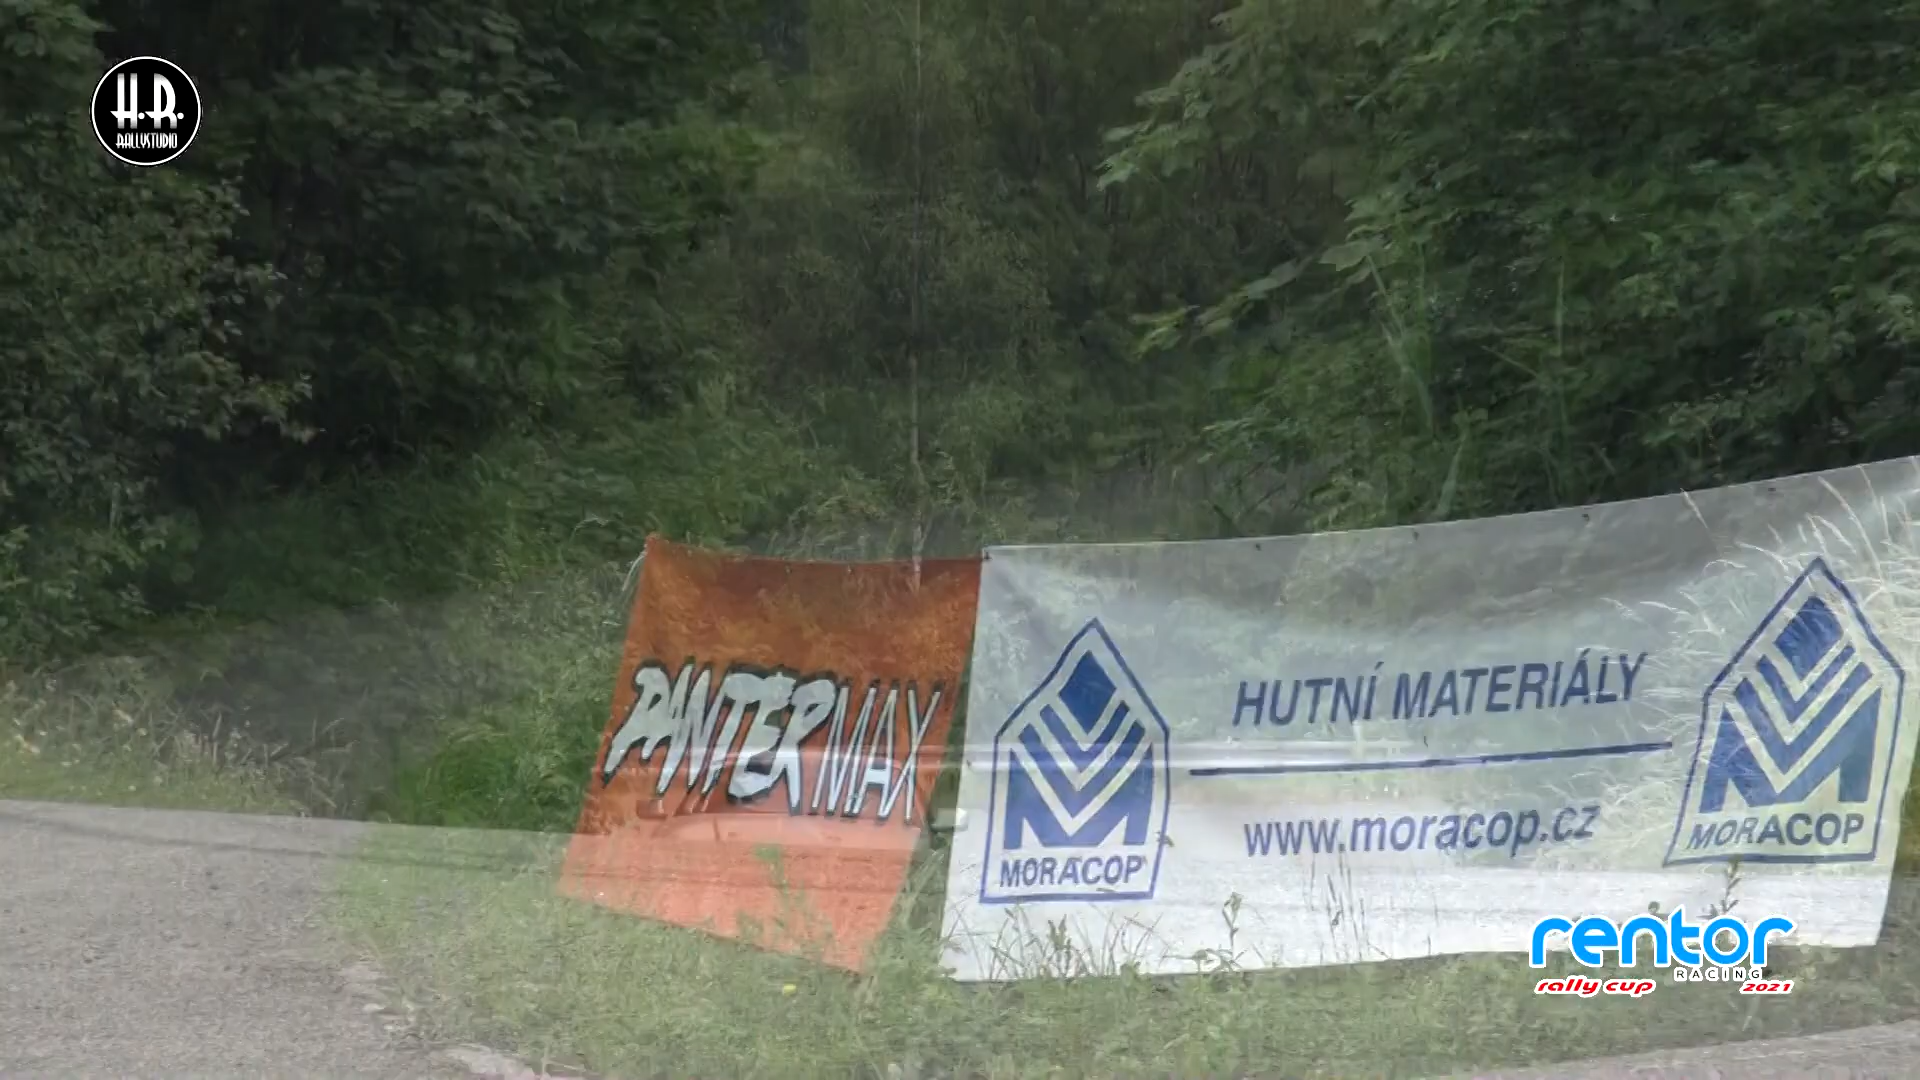 H.R.
RALLYSTUDIO
PANTERMAX
HUTNÍ MATERIÁLY
www.moracop.cz
MORACOP
MORACOP
rentor
RACING
rally cup 2021